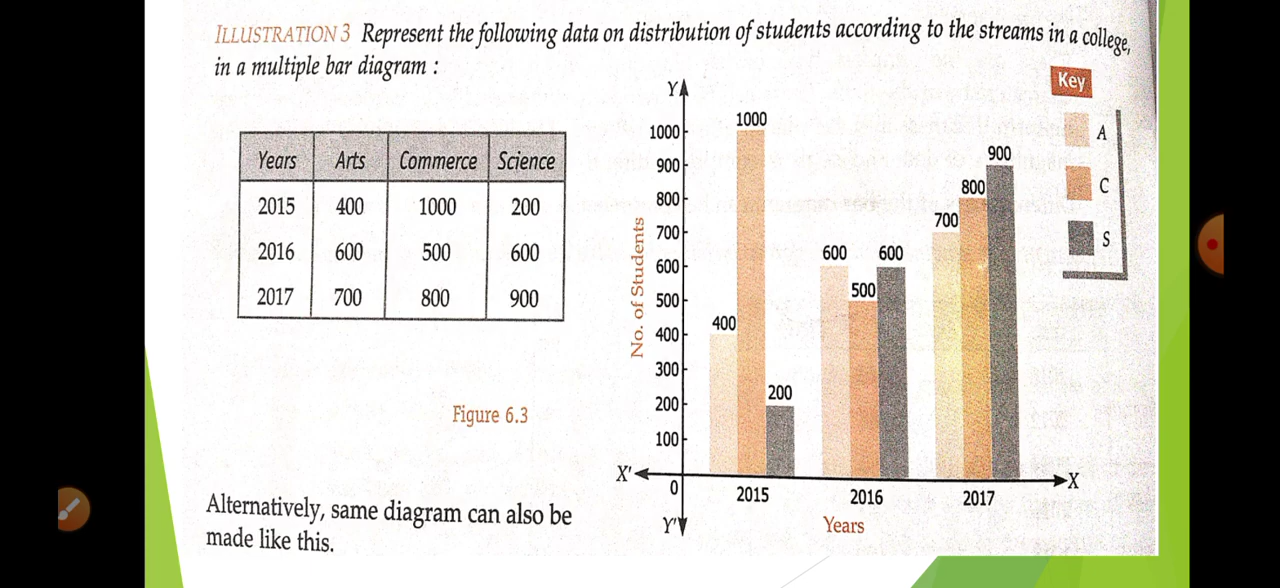 ILLUSTRATION 3 Represent the following data on distribution of students according to the streams in a college,
in a multiple bar diagram :
Years Arts Commerce Science
2015 400 1000 200
2016 600 500 600
2017 700 800 900
Figure 6.3
Alternatively, same diagram can also be
made like this.
Y
1000
900
800
700
600
500
400
300
200
100
0
No. of Students
400 1000 200
600 500 600
700 800 900
X' X
Y'
2015 2016 2017
Years
Key
A
C
S